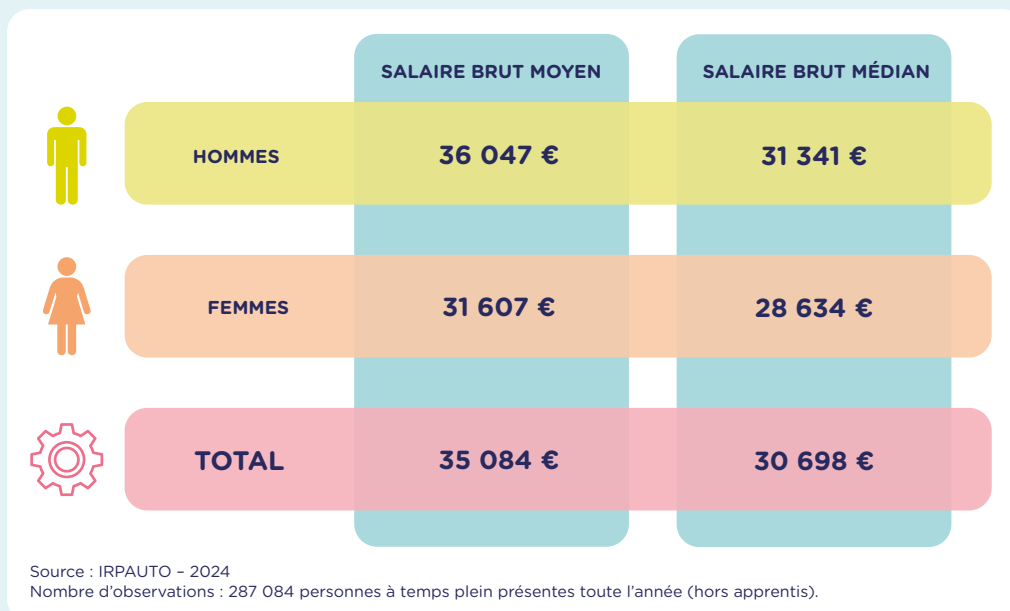 SALAIRE BRUT MOYEN SALAIRE BRUT MÉDIAN
HOMMES 36 047 € 31 341 €
FEMMES 31 607 € 28 634 €
TOTAL 35 084 € 30 698 €
Source : IRPAUTO – 2024
Nombre d’observations : 287 084 personnes à temps plein présentes toute l’année (hors apprentis).